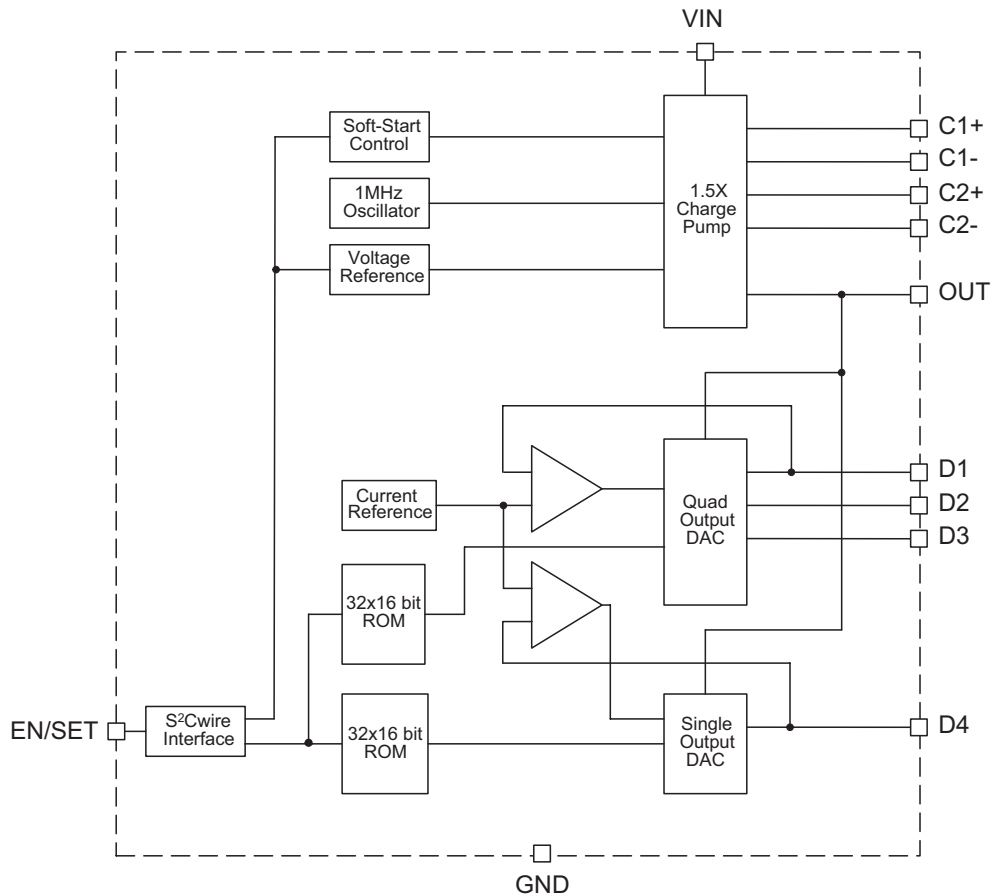 VIN
Soft-Start
Control
1MHz
Oscillator
Voltage
Reference
1.5X
Charge
Pump
C1+
C1-
C2+
C2-
OUT
Current
Reference
Quad
Output
DAC
D1
D2
D3
32x16 bit
ROM
EN/SET
S²Cwire
Interface
32x16 bit
ROM
Single
Output
DAC
D4
GND